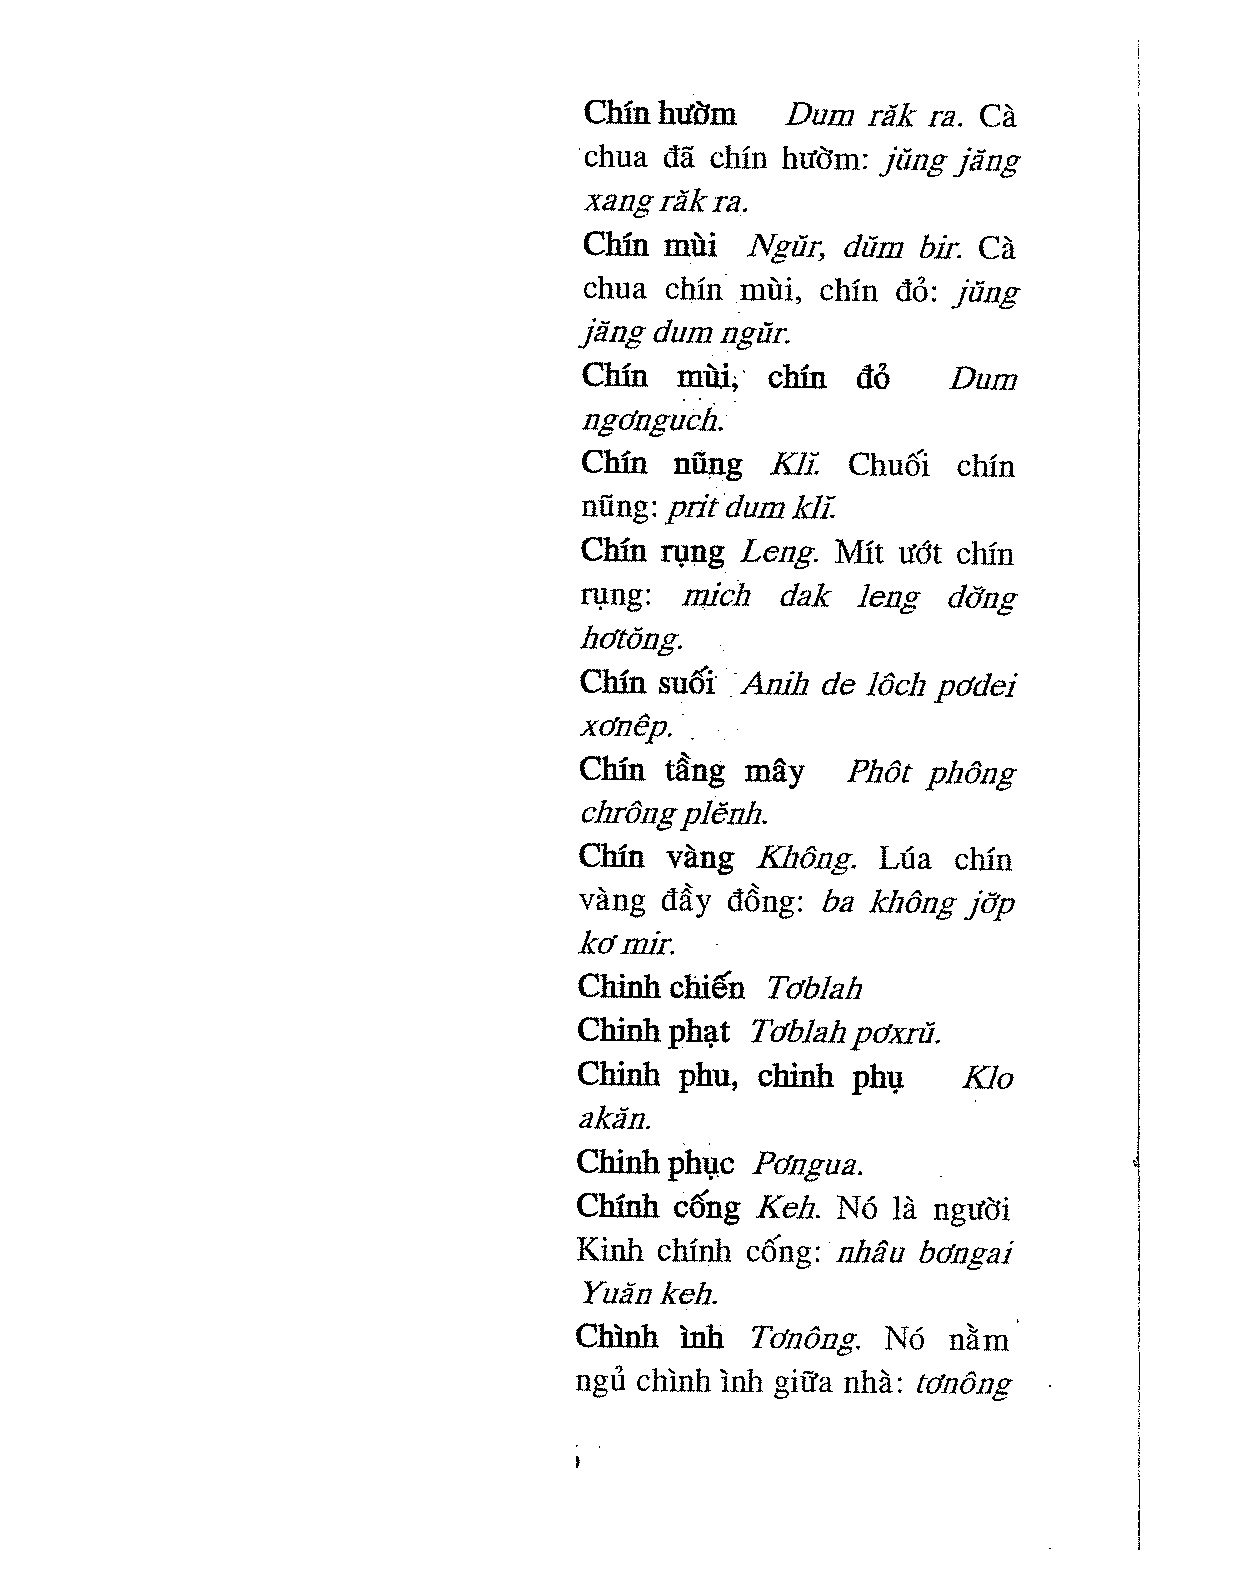 Chín hườm Dum răk ra. Cà
chua đã chín hườm: jŭng jăng
xang răk ra.
Chín mùi Ngŭr, dŭm bir. Cà
chua chín mùi, chín đỏ: jŭng
jăng dum ngŭr.
Chín mùi, chín đỏ Dum
ngơnguch.
Chín nũng Klĭ. Chuối chín
nũng: prit dum klĭ.
Chín rụng Leng. Mít ướt chín
rụng: mich dak leng dơ̆ng
hơtŏng.
Chín suối Anih de lôch pơdei
xơnêp.
Chín tầng mây Phôt phông
chrông plĕnh.
Chín vàng Không. Lúa chín
vàng đầy đồng: ba không jơ̆p
kơ mir.
Chinh chiến Tơblah
Chinh phạt Tơblah pơxrŭ.
Chinh phu, chinh phụ Klo
akăn.
Chinh phục Pơngua.
Chính cống Keh. Nó là người
Kinh chính cống: nhâu bơngai
Yuăn keh.
Chình ình Tơnông. Nó nằm
ngủ chình ình giữa nhà: tơnông